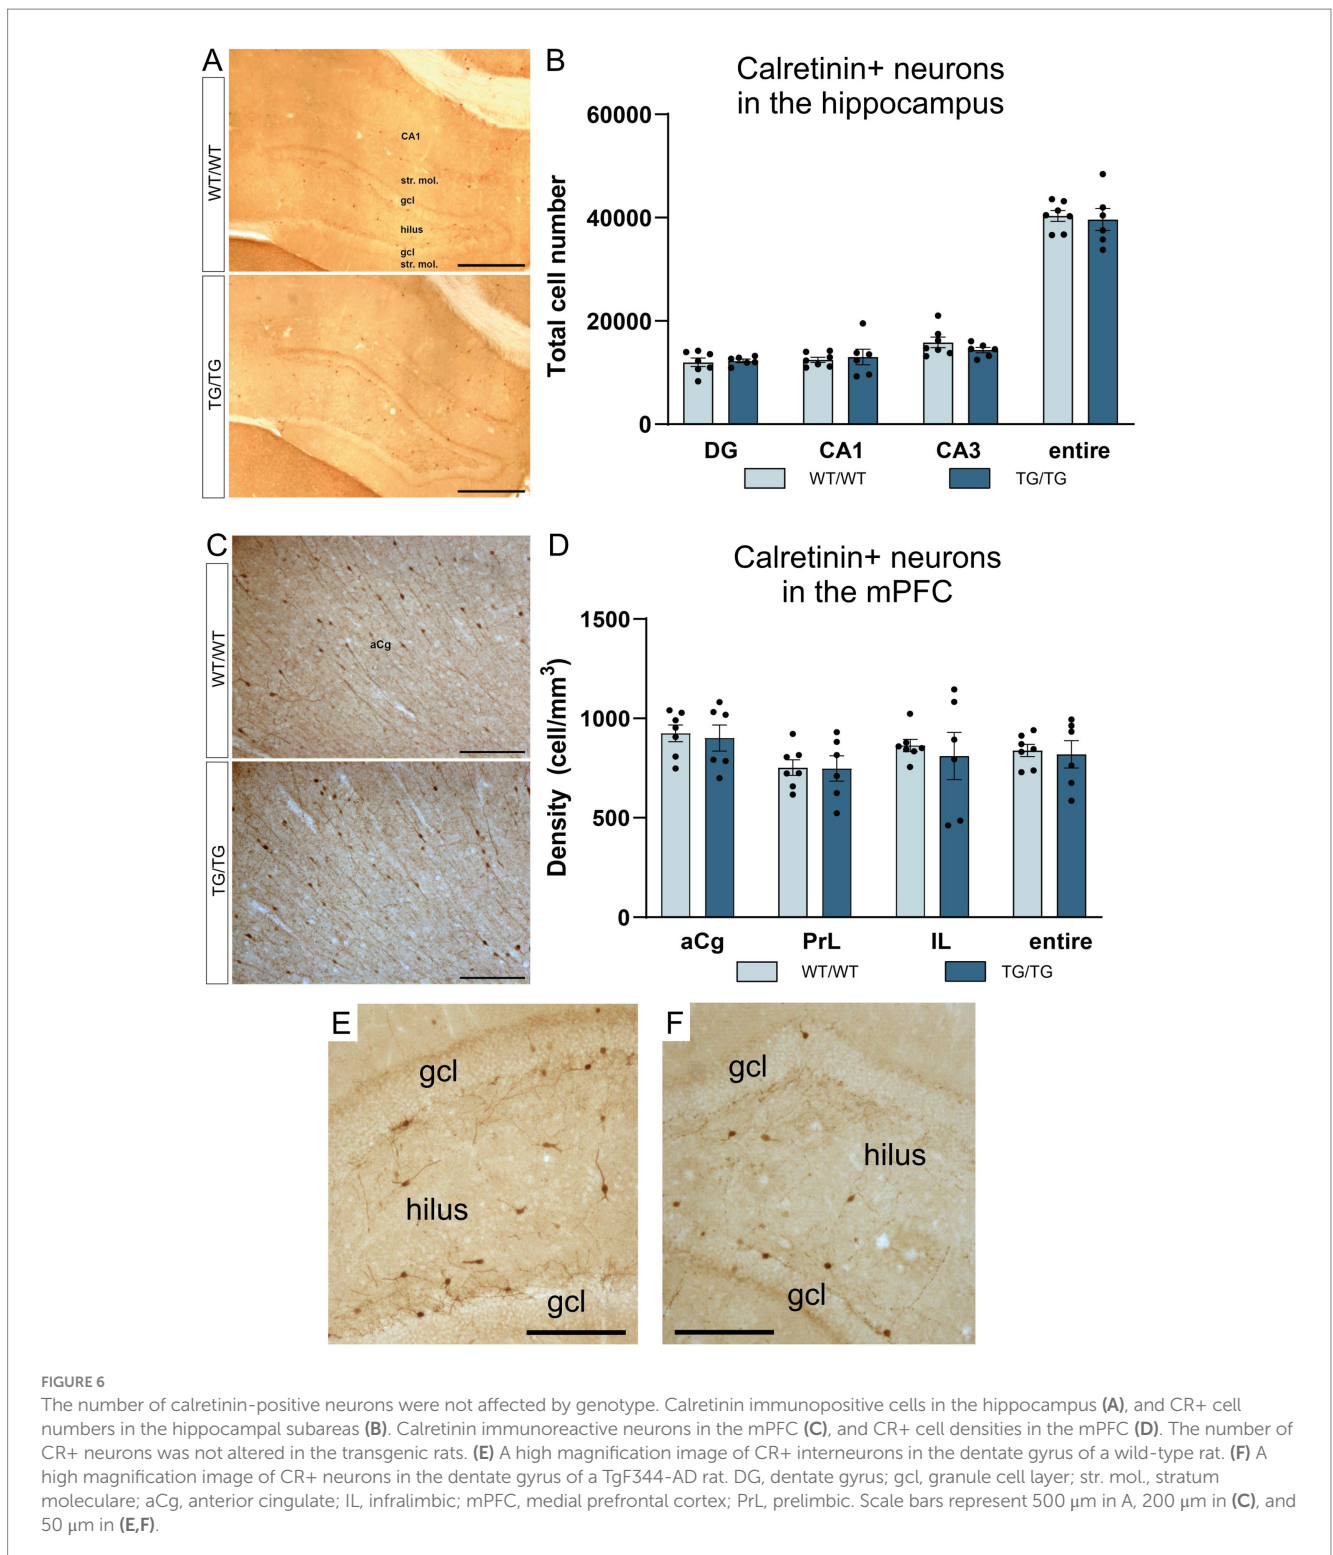 A
WT/WT
CA1
str. mol.
gcl
hilus
gcl
str. mol.
TG/TG
B
Calretinin+ neurons
in the hippocampus
Total cell number
60000
40000
20000
0
DG CA1 CA3 entire
WT/WT TG/TG
C
WT/WT
aCg
TG/TG
D
Calretinin+ neurons
in the mPFC
Density (cell/mm³)
1500
1000
500
0
aCg PrL IL entire
WT/WT TG/TG
E
gcl
hilus
gcl
F
gcl
hilus
gcl
FIGURE 6
The number of calretinin-positive neurons were not affected by genotype. Calretinin immunopositive cells in the hippocampus (A), and CR+ cell
numbers in the hippocampal subareas (B). Calretinin immunoreactive neurons in the mPFC (C), and CR+ cell densities in the mPFC (D). The number of
CR+ neurons was not altered in the transgenic rats. (E) A high magnification image of CR+ interneurons in the dentate gyrus of a wild-type rat. (F) A
high magnification image of CR+ neurons in the dentate gyrus of a TgF344-AD rat. DG, dentate gyrus; gcl, granule cell layer; str. mol., stratum
moleculare; aCg, anterior cingulate; IL, infralimbic; mPFC, medial prefrontal cortex; PrL, prelimbic. Scale bars represent 500 μm in A, 200 μm in (C), and
50 μm in (E,F).